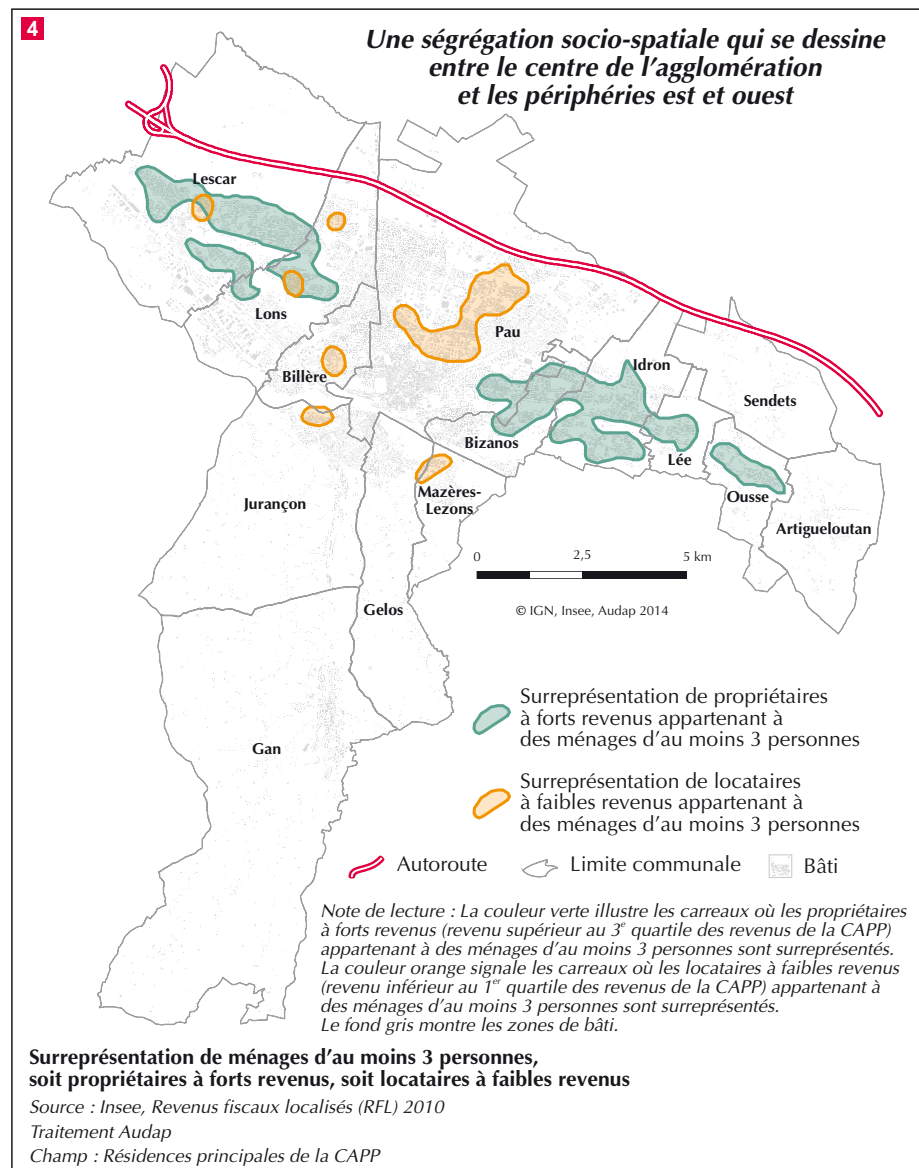 4
Une ségrégation socio-spatiale qui se dessine
entre le centre de l'agglomération
et les périphéries est et ouest
Lescar
Lons
Pau
Billère
Idron
Sendets
Bizanos
Lée
Jurançon
Mazères-
Lezons
Ousse
Artigueloutan
0
2,5
5 km
© IGN, Insee, Audap 2014
Gelos
Gan
Surreprésentation de propriétaires
à forts revenus appartenant à
des ménages d'au moins 3 personnes
Surreprésentation de locataires
à faibles revenus appartenant à
des ménages d'au moins 3 personnes
Autoroute
Limite communale
Bâti
Note de lecture : La couleur verte illustre les carreaux où les propriétaires
à forts revenus (revenu supérieur au 3e quartile des revenus de la CAPP)
appartenant à des ménages d'au moins 3 personnes sont surreprésentés.
La couleur orange signale les carreaux où les locataires à faibles revenus
(revenu inférieur au 1er quartile des revenus de la CAPP) appartenant à
des ménages d'au moins 3 personnes sont surreprésentés.
Le fond gris montre les zones de bâti.
Surreprésentation de ménages d'au moins 3 personnes,
soit propriétaires à forts revenus, soit locataires à faibles revenus
Source : Insee, Revenus fiscaux localisés (RFL) 2010
Traitement Audap
Champ : Résidences principales de la CAPP